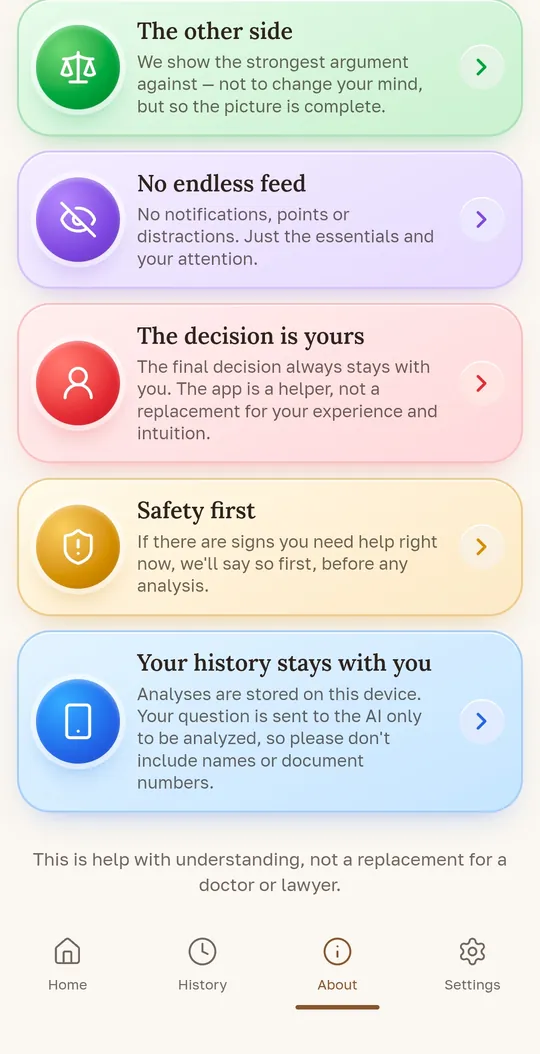 The other side
We show the strongest argument
against — not to change your mind,
but so the picture is complete.
No endless feed
No notifications, points or
distractions. Just the essentials and
your attention.
The decision is yours
The final decision always stays with
you. The app is a helper, not a
replacement for your experience and
intuition.
Safety first
If there are signs you need help right
now, we'll say so first, before any
analysis.
Your history stays with you
Analyses are stored on this device.
Your question is sent to the AI only
to be analyzed, so please don't
include names or document
numbers.
This is help with understanding, not a replacement for a
doctor or lawyer.
Home
History
About
Settings